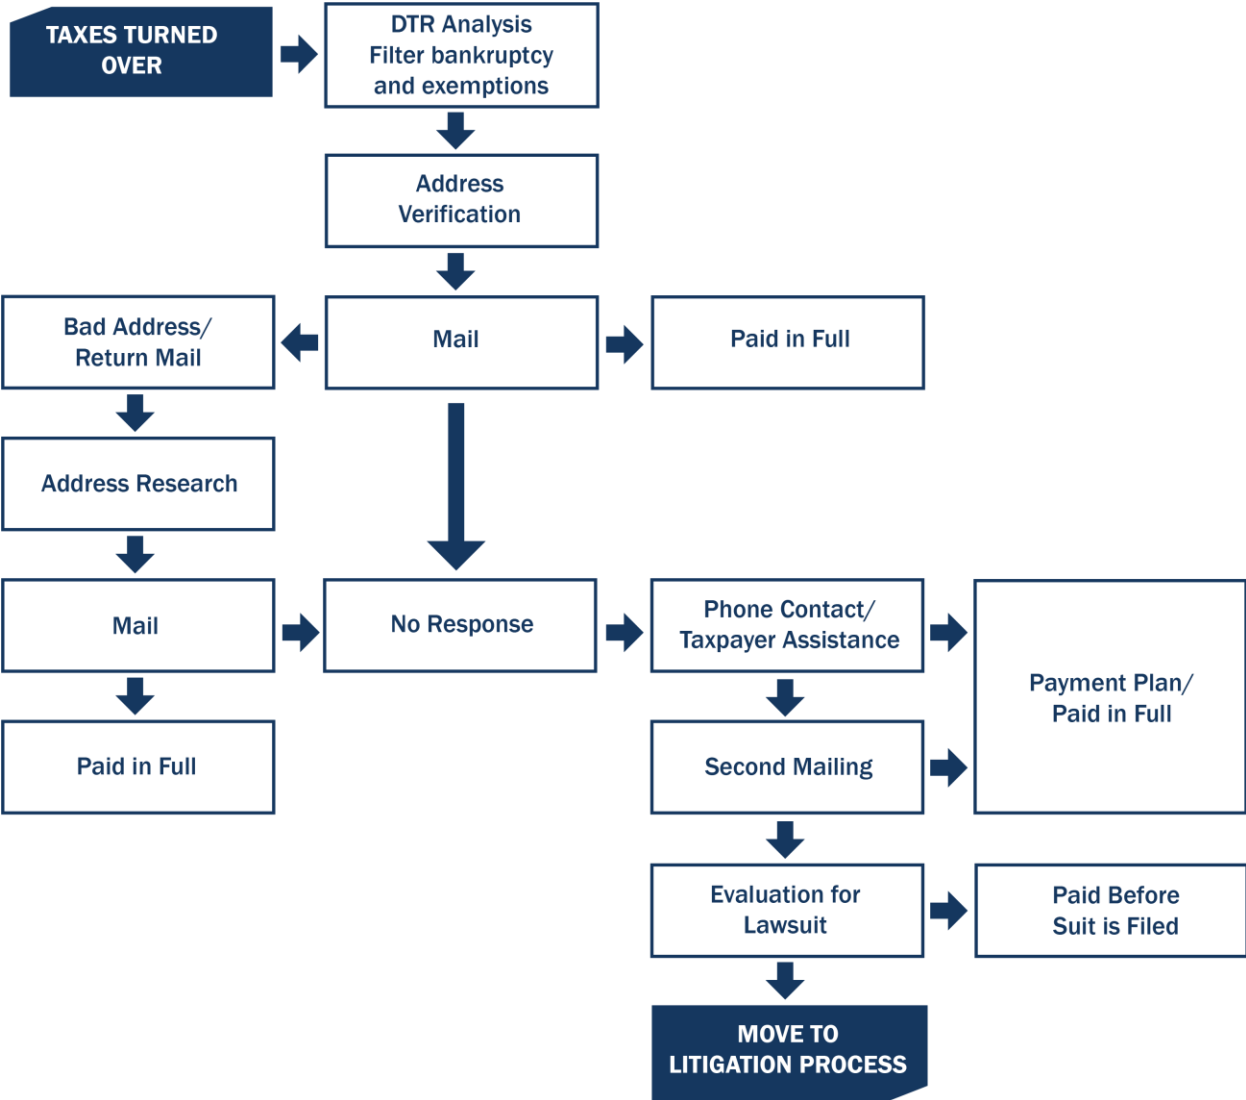 TAXES TURNED
OVER
DTR Analysis
Filter bankruptcy
and exemptions
Address
Verification
Bad Address/
Return Mail
Mail
Paid in Full
Address Research
Mail
No Response
Phone Contact/
Taxpayer Assistance
Payment Plan/
Paid in Full
Paid in Full
Second Mailing
Evaluation for
Lawsuit
Paid Before
Suit is Filed
MOVE TO
LITIGATION PROCESS